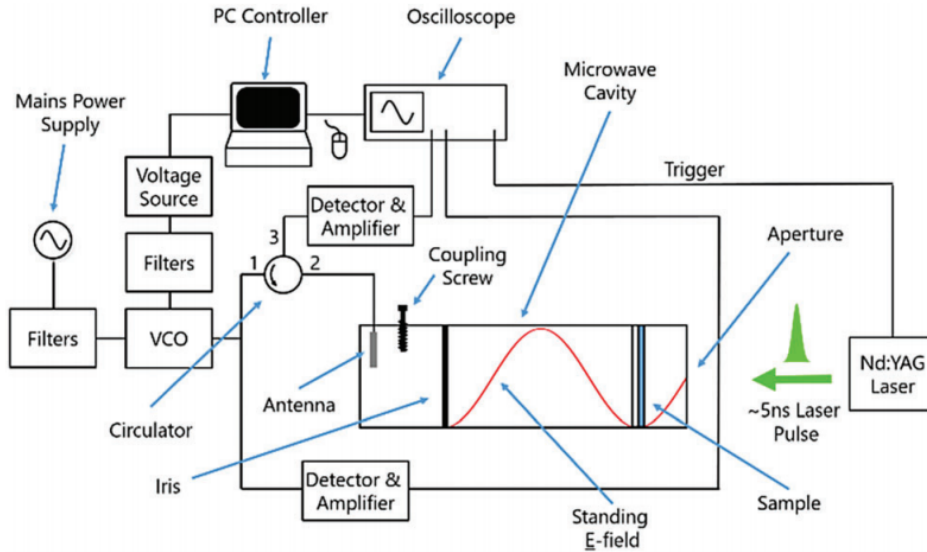 PC Controller
Oscilloscope
Microwave
Cavity
Mains Power
Supply
Voltage
Source
Trigger
Detector &
Amplifier
Aperture
3
1
2
Coupling
Screw
Filters
Filters
VCO
Nd:YAG
Laser
Antenna
~5ns Laser
Pulse
Circulator
Iris
Detector &
Amplifier
Standing
E-field
Sample